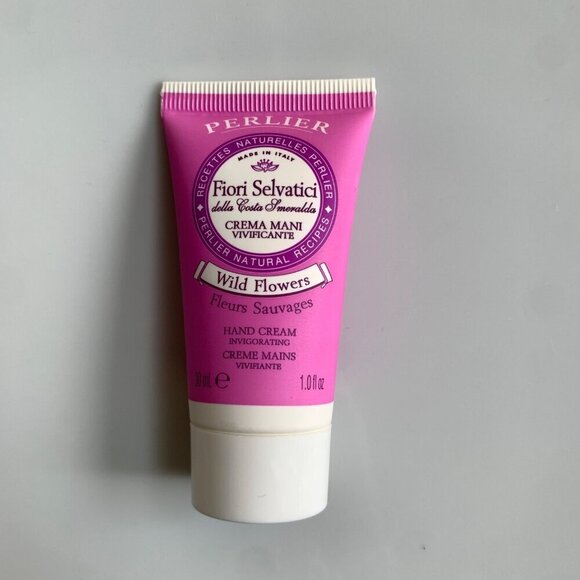 PERLIER
RECETTES NATURELLES PERLIER
MADE IN ITALY
Fiori Selvatici
della Costa Smeralda
CREMA MANI
VIVIFICANTE
PERLIER NATURAL RECIPES
Wild Flowers
Fleurs Sauvages
HAND CREAM
INVIGORATING
CREME MAINS
VIVIFIANTE
30 mL ℮ 1.0 fl oz